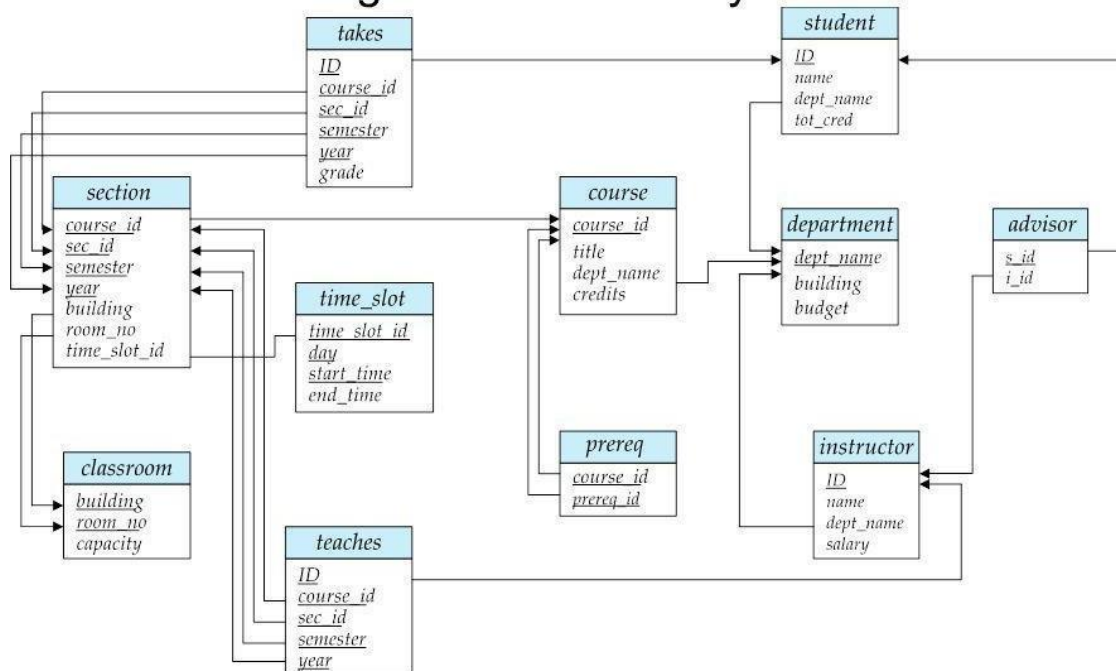 takes
ID
course_id
sec_id
semester
year
grade
student
ID
name
dept_name
tot_cred
section
course_id
sec_id
semester
year
building
room_no
time_slot_id
course
course_id
title
dept_name
credits
department
dept_name
building
budget
advisor
s_id
i_id
time_slot
time_slot_id
day
start_time
end_time
classroom
building
room_no
capacity
prereq
course_id
prereq_id
instructor
ID
name
dept_name
salary
teaches
ID
course_id
sec_id
semester
year